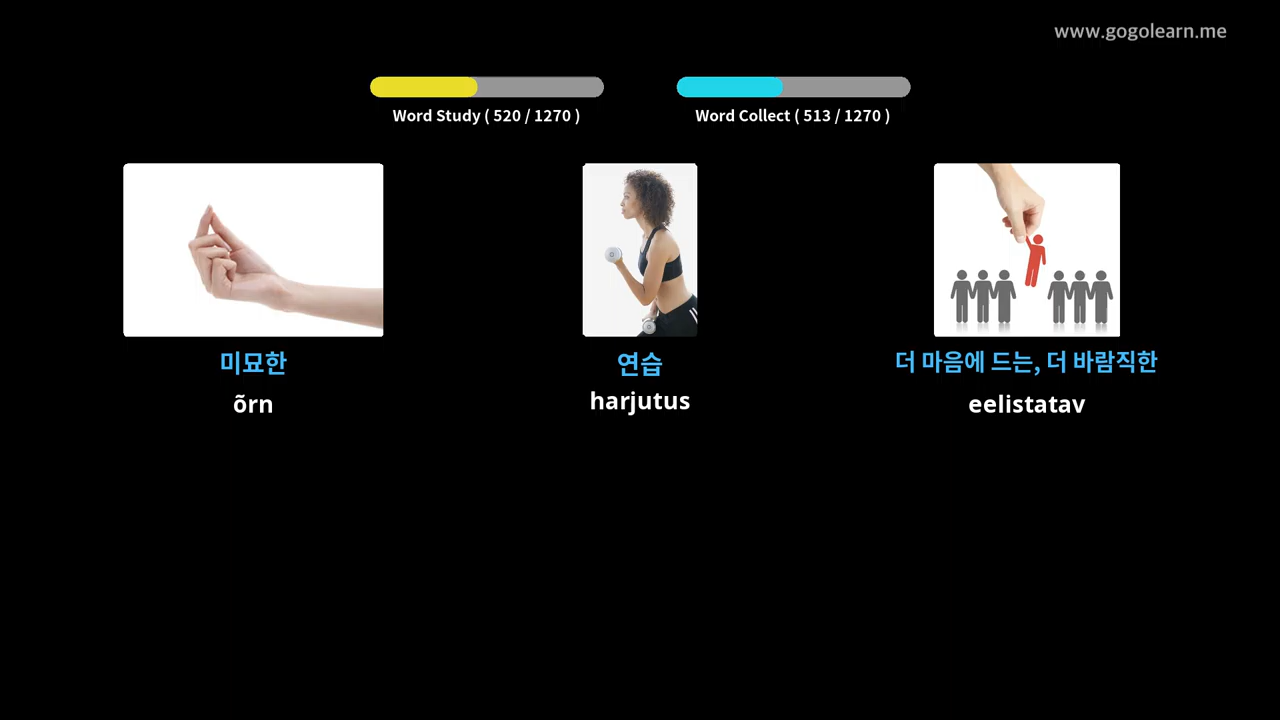 www.gogolearn.me
Word Study ( 520 / 1270 )
Word Collect ( 513 / 1270 )
미묘한
연습
더 마음에 드는, 더 바람직한
õrn
harjutus
eelistatav